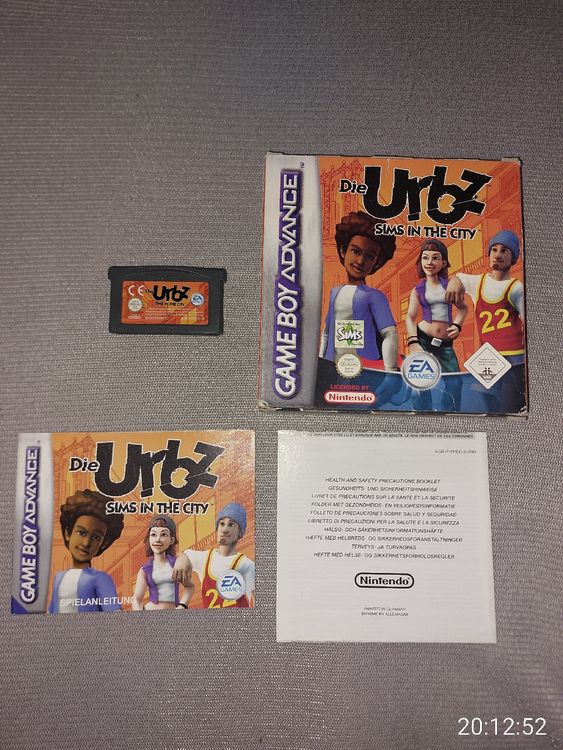 GAME BOY ADVANCE
Die Urbz
SIMS IN THE CITY
The
SIMS
EA
GAMES
22
LICENSED BY
Nintendo
CE
Die Urbz
SIMS IN THE CITY
EA
GAMES
GAME BOY ADVANCE
Die Urbz
SIMS IN THE CITY
EA
GAMES
22
SPIELANLEITUNG
HEALTH AND SAFETY PRECAUTIONS BOOKLET
GESUNDHEITS- UND SICHERHEITSHINWEISE
LIVRET DE PRECAUTIONS SUR LA SANTE ET LA SECURITE
FOLDER MET GEZONDHEIDS- EN VEILIGHEIDSINFORMATIE
FOLLETO DE PRECAUCIONES SOBRE SALUD Y SEGURIDAD
LIBRETTO DI PRECAUZIONI PER LA SALUTE E LA SICUREZZA
HÄLSO- OCH SÄKERHETSINFORMATIONSHÄFTE
HÆFTE MED HELBREDS- OG SIKKERHEDSFORANSTALTNINGER
TERVEYS- JA TURVAOPAS
HEFTE MED HELSE- OG SIKKERHETSFORHOLDSREGLER
Nintendo
PRINTED IN GERMANY
IMPRIME EN ALLEMAGNE
20:12:52